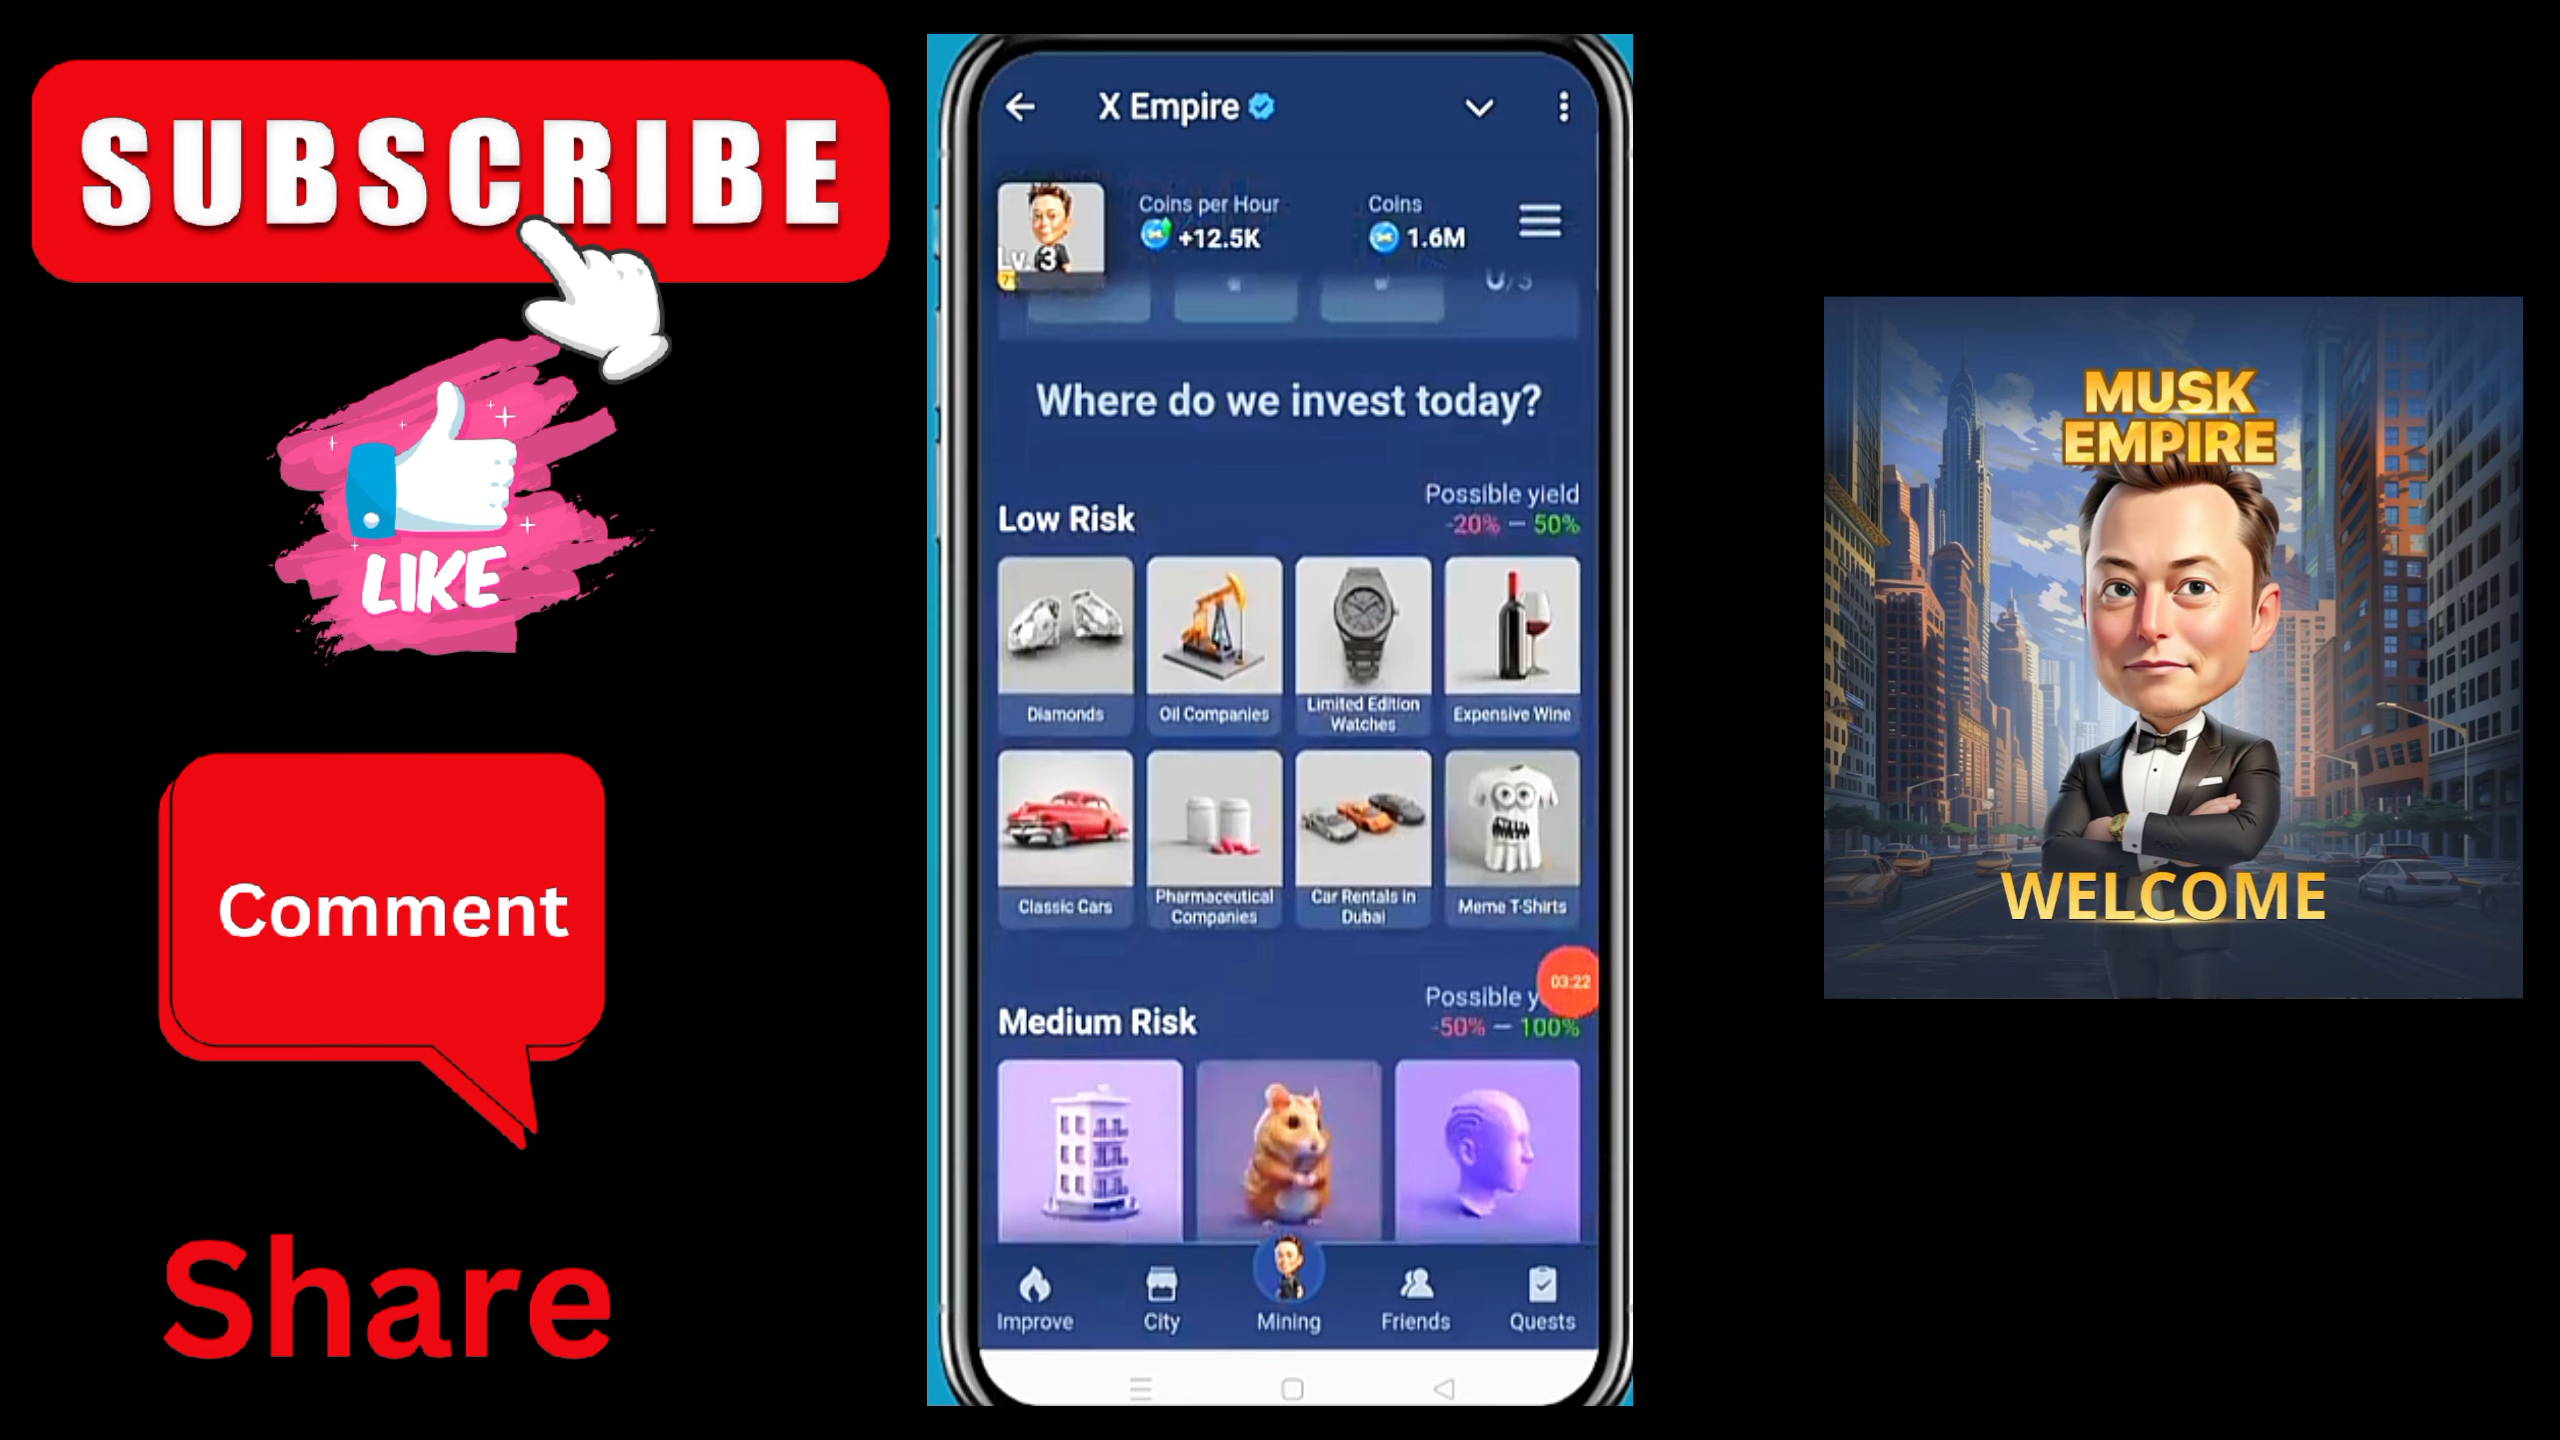 SUBSCRIBE
LIKE
Comment
Share
X Empire
Coins per Hour
+12.5K
Coins
1.6M
Lv. 3
0/3
Where do we invest today?
Low Risk
Possible yield
-20% — 50%
Diamonds
Oil Companies
Limited Edition
Watches
Expensive Wine
Classic Cars
Pharmaceutical
Companies
Car Rentals in
Dubai
Meme T-Shirts
Medium Risk
Possible y
-50% — 100%
03:22
Improve
City
Mining
Friends
Quests
MUSK
EMPIRE
WELCOME